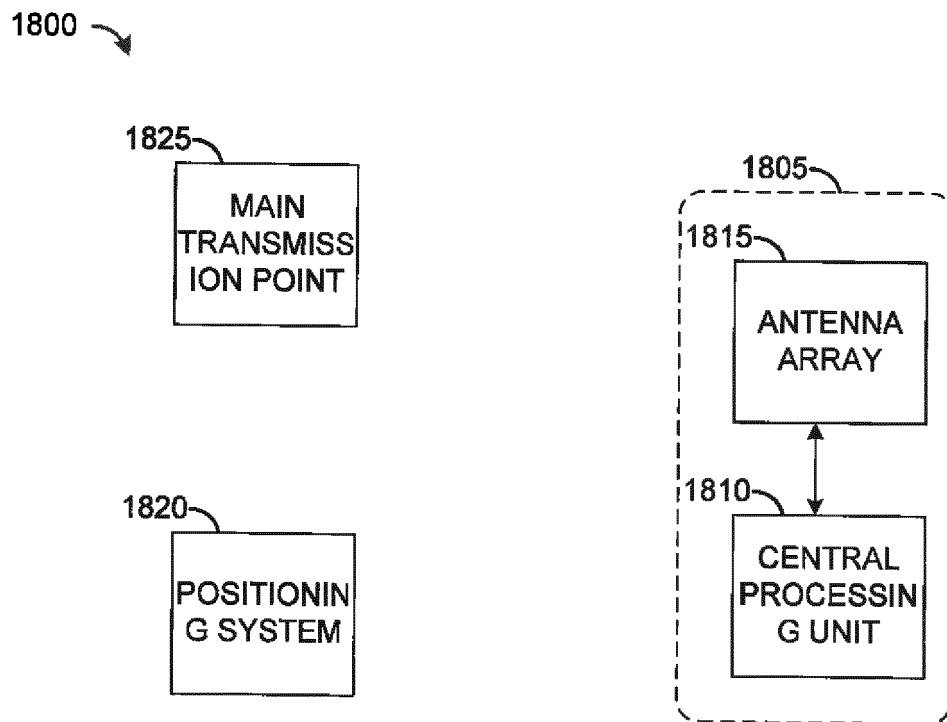 1800
1825
MAIN
TRANSMISS
ION POINT
1805
1815
ANTENNA
ARRAY
1820
POSITIONIN
G SYSTEM
1810
CENTRAL
PROCESSIN
G UNIT